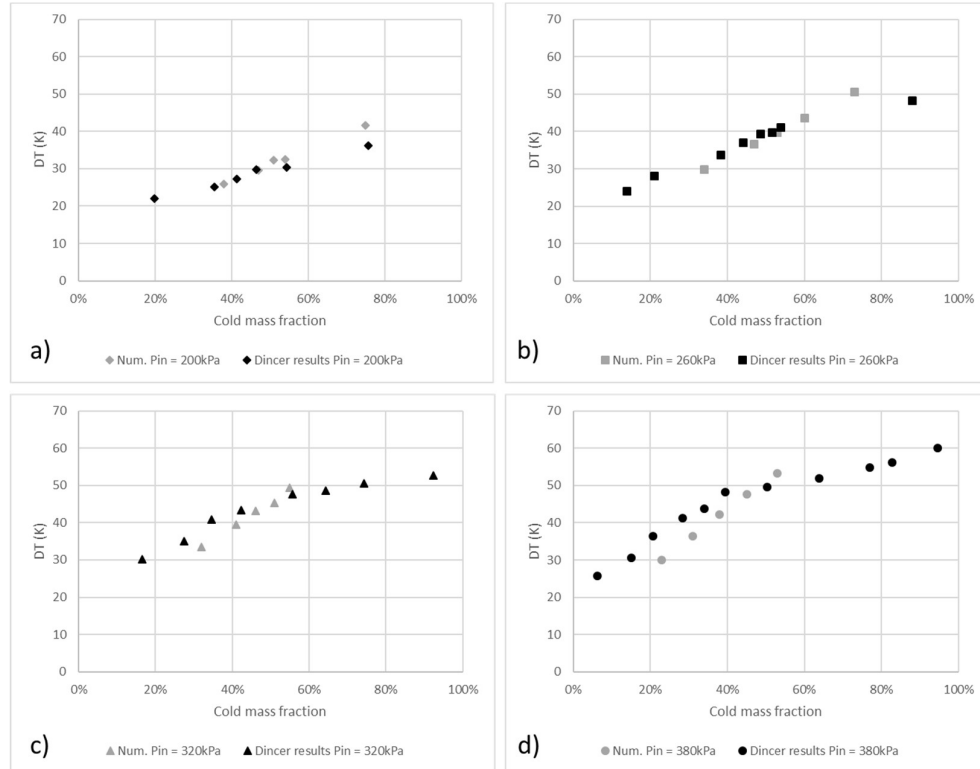 70
60
50
40
30
20
10
0
DT (K)
0% 20% 40% 60% 80% 100%
Cold mass fraction
a)
Num. Pin = 200kPa Dincer results Pin = 200kPa
70
60
50
40
30
20
10
0
DT (K)
0% 20% 40% 60% 80% 100%
Cold mass fraction
b)
Num. Pin = 260kPa Dincer results Pin = 260kPa
70
60
50
40
30
20
10
0
DT (K)
0% 20% 40% 60% 80% 100%
Cold mass fraction
c)
Num. Pin = 320kPa Dincer results Pin = 320kPa
70
60
50
40
30
20
10
0
DT (K)
0% 20% 40% 60% 80% 100%
Cold mass fraction
d)
Num. Pin = 380kPa Dincer results Pin = 380kPa